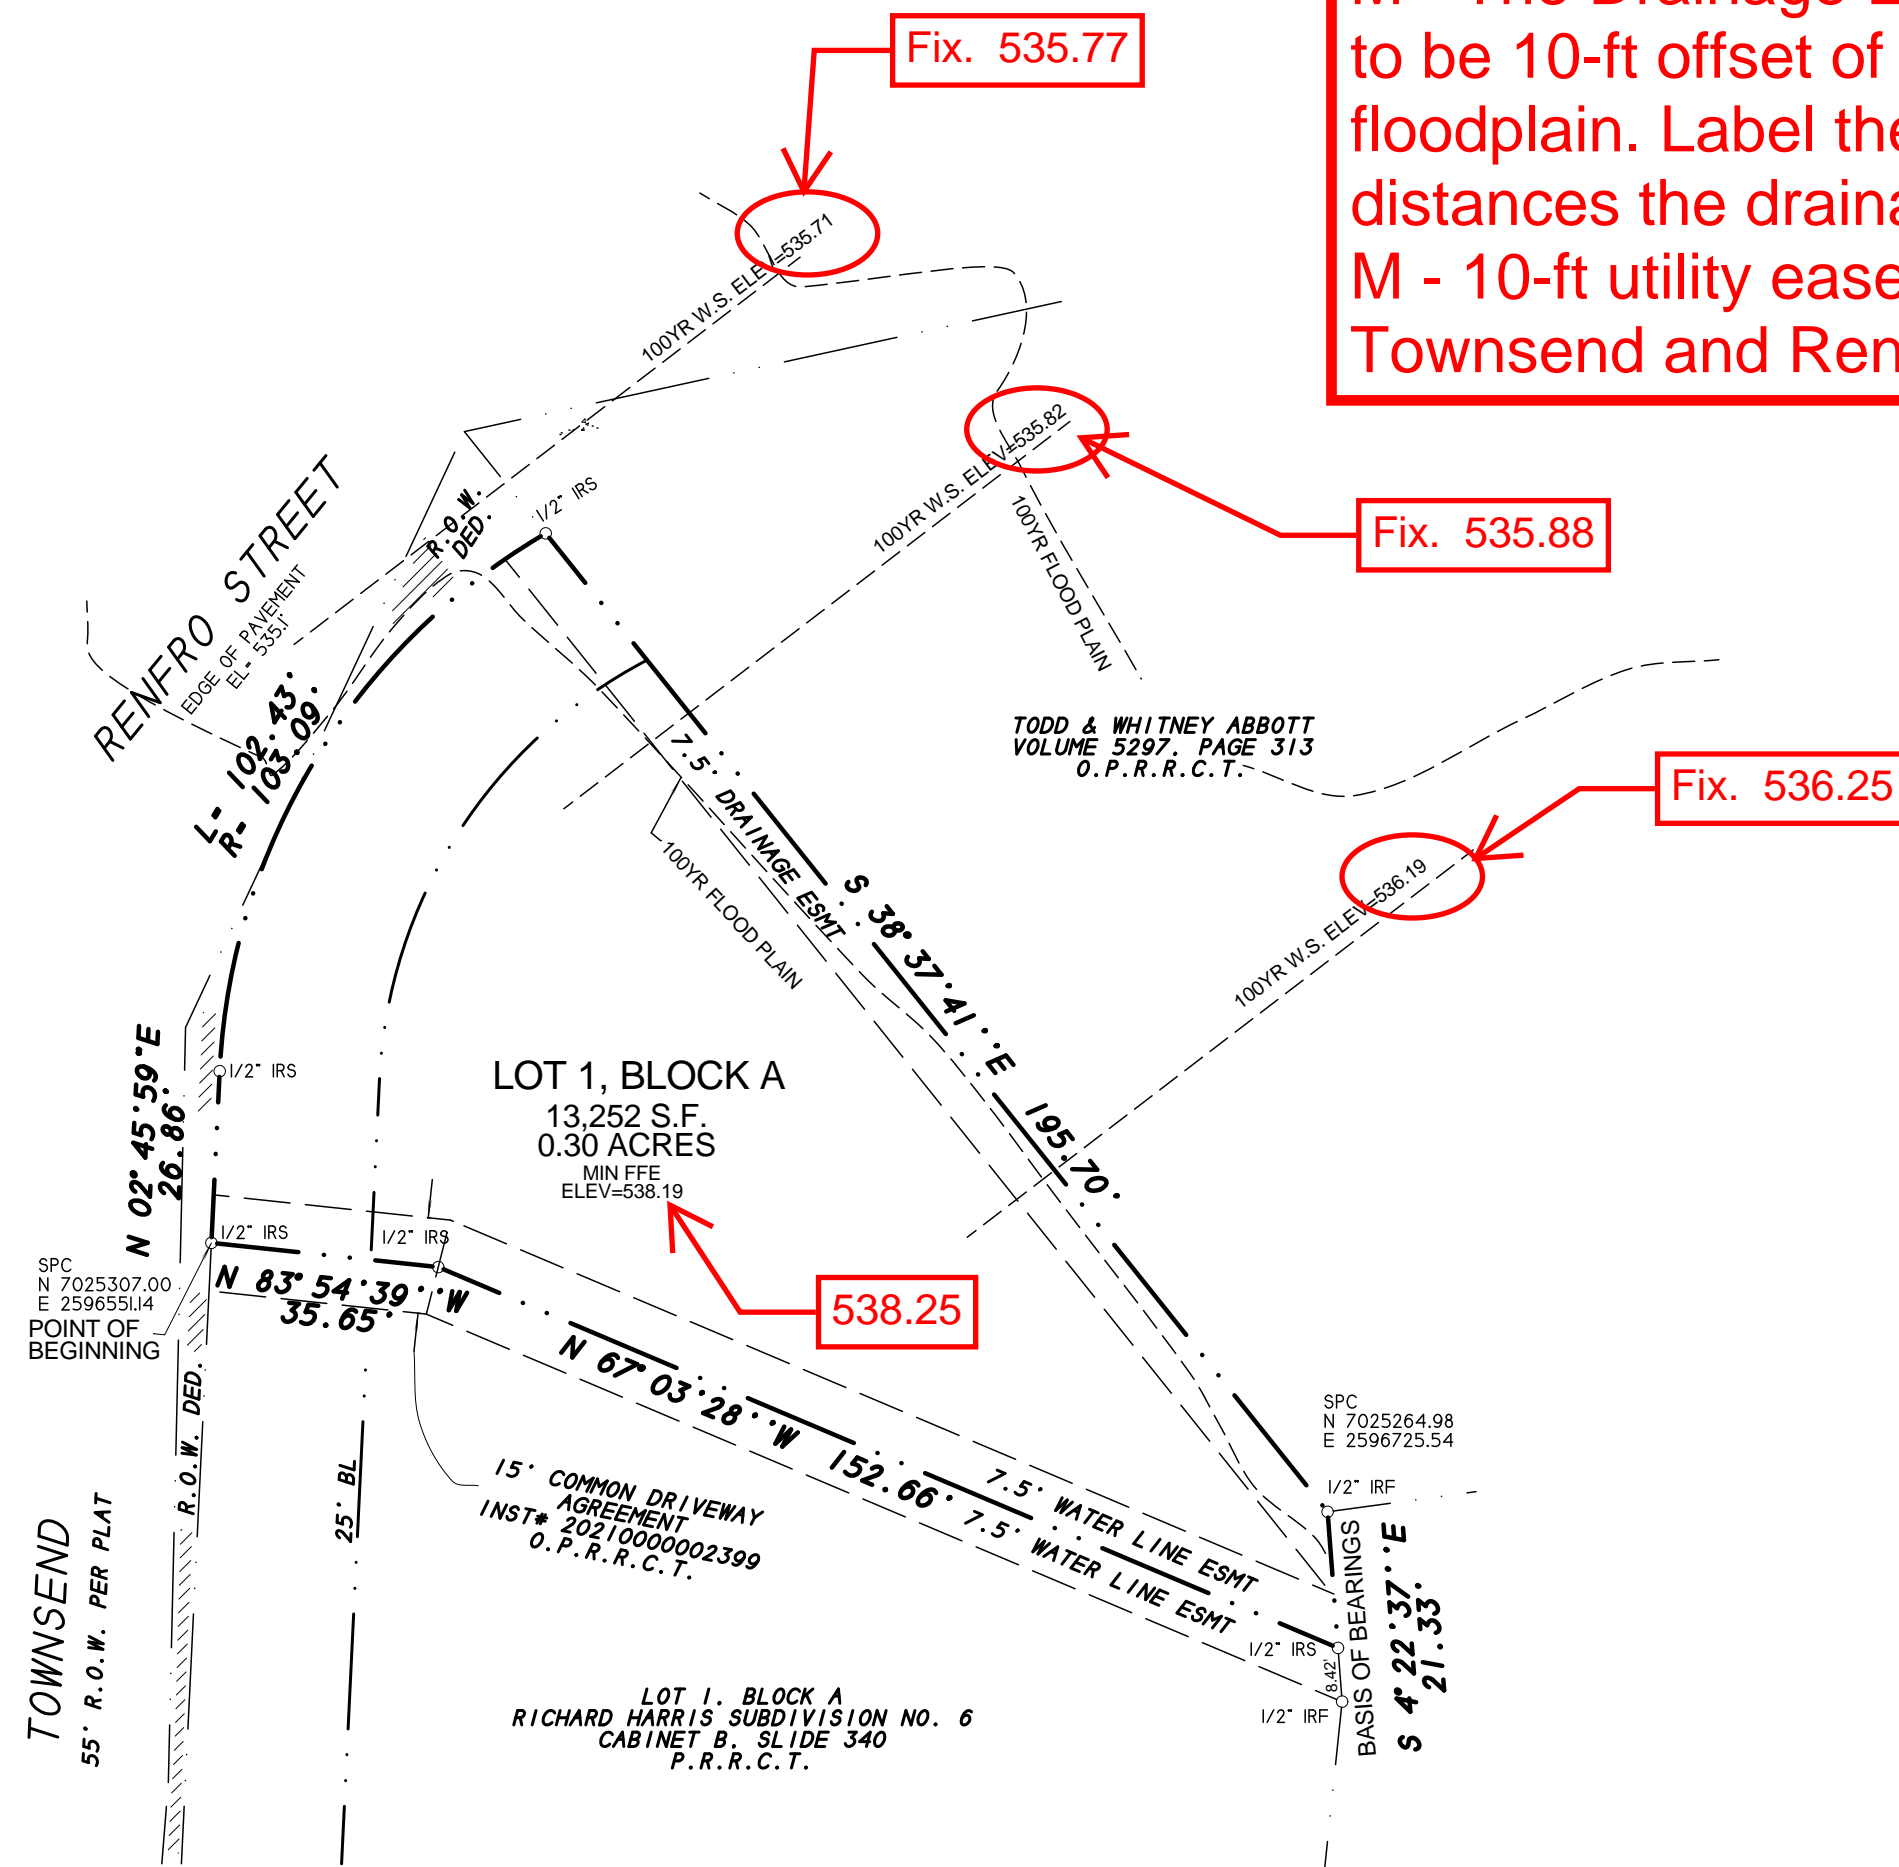 M - The Drainage
to be 10-ft offset of
floodplain. Label the
distances the draina
M - 10-ft utility ease
Townsend and Ren
Fix. 535.77
100YR W.S. ELEV=535.71
100YR W.S. ELEV=535.82
Fix. 535.88
100YR FLOOD PLAIN
RENFRO STREET
EDGE OF PAVEMENT
EL- 535.1'
R.O.W.
DED.
1/2" IRS
L- 102.43'
R- 103.09'
TODD & WHITNEY ABBOTT
VOLUME 5297, PAGE 313
O.P.R.R.C.T.
Fix. 536.25
100YR W.S. ELEV=536.19
7.5' DRAINAGE ESMT
100YR FLOOD PLAIN
S 38°37'41''E 195.70'
N 02°45'59"E
26.86'
1/2" IRS
LOT 1, BLOCK A
13,252 S.F.
0.30 ACRES
MIN FFE
ELEV=538.19
538.25
1/2" IRS
1/2" IRS
SPC
N 7025307.00
E 2596551.14
POINT OF
BEGINNING
N 83°54'39''W
35.65'
N 67°03'28''W 152.66'
R.O.W. DED.
25' BL
15' COMMON DRIVEWAY
AGREEMENT
INST# 2021000002399
O.P.R.R.C.T.
7.5' WATER LINE ESMT
7.5' WATER LINE ESMT
SPC
N 7025264.98
E 2596725.54
1/2" IRF
BASIS OF BEARINGS
S 4°22'37''E
21.33'
1/2" IRS
8.42'
1/2" IRF
TOWNSEND
55' R.O.W. PER PLAT
LOT 1, BLOCK A
RICHARD HARRIS SUBDIVISION NO. 6
CABINET B, SLIDE 340
P.R.R.C.T.